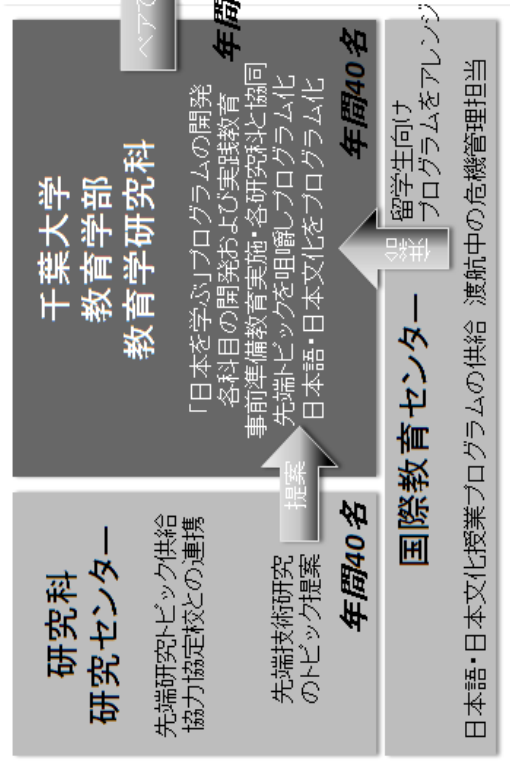 研究科
研究センター
先端研究トピック供給
協力協定校との連携
先端技術研究
のトピック提案
年間40名
提案
千葉大学
教育学部
教育学研究科
「日本を学ぶ」プログラムの開発
各科目の開発および実践教育
事前準備教育実施・各研究科と協同
先端トピックを咀嚼しプログラム化
日本語・日本文化をプログラム化
年間40名
ペアで
年間
国際教育センター
供給
留学生向け
プログラムをアレンジ
日本語・日本文化授業プログラムの供給 渡航中の危機管理担当